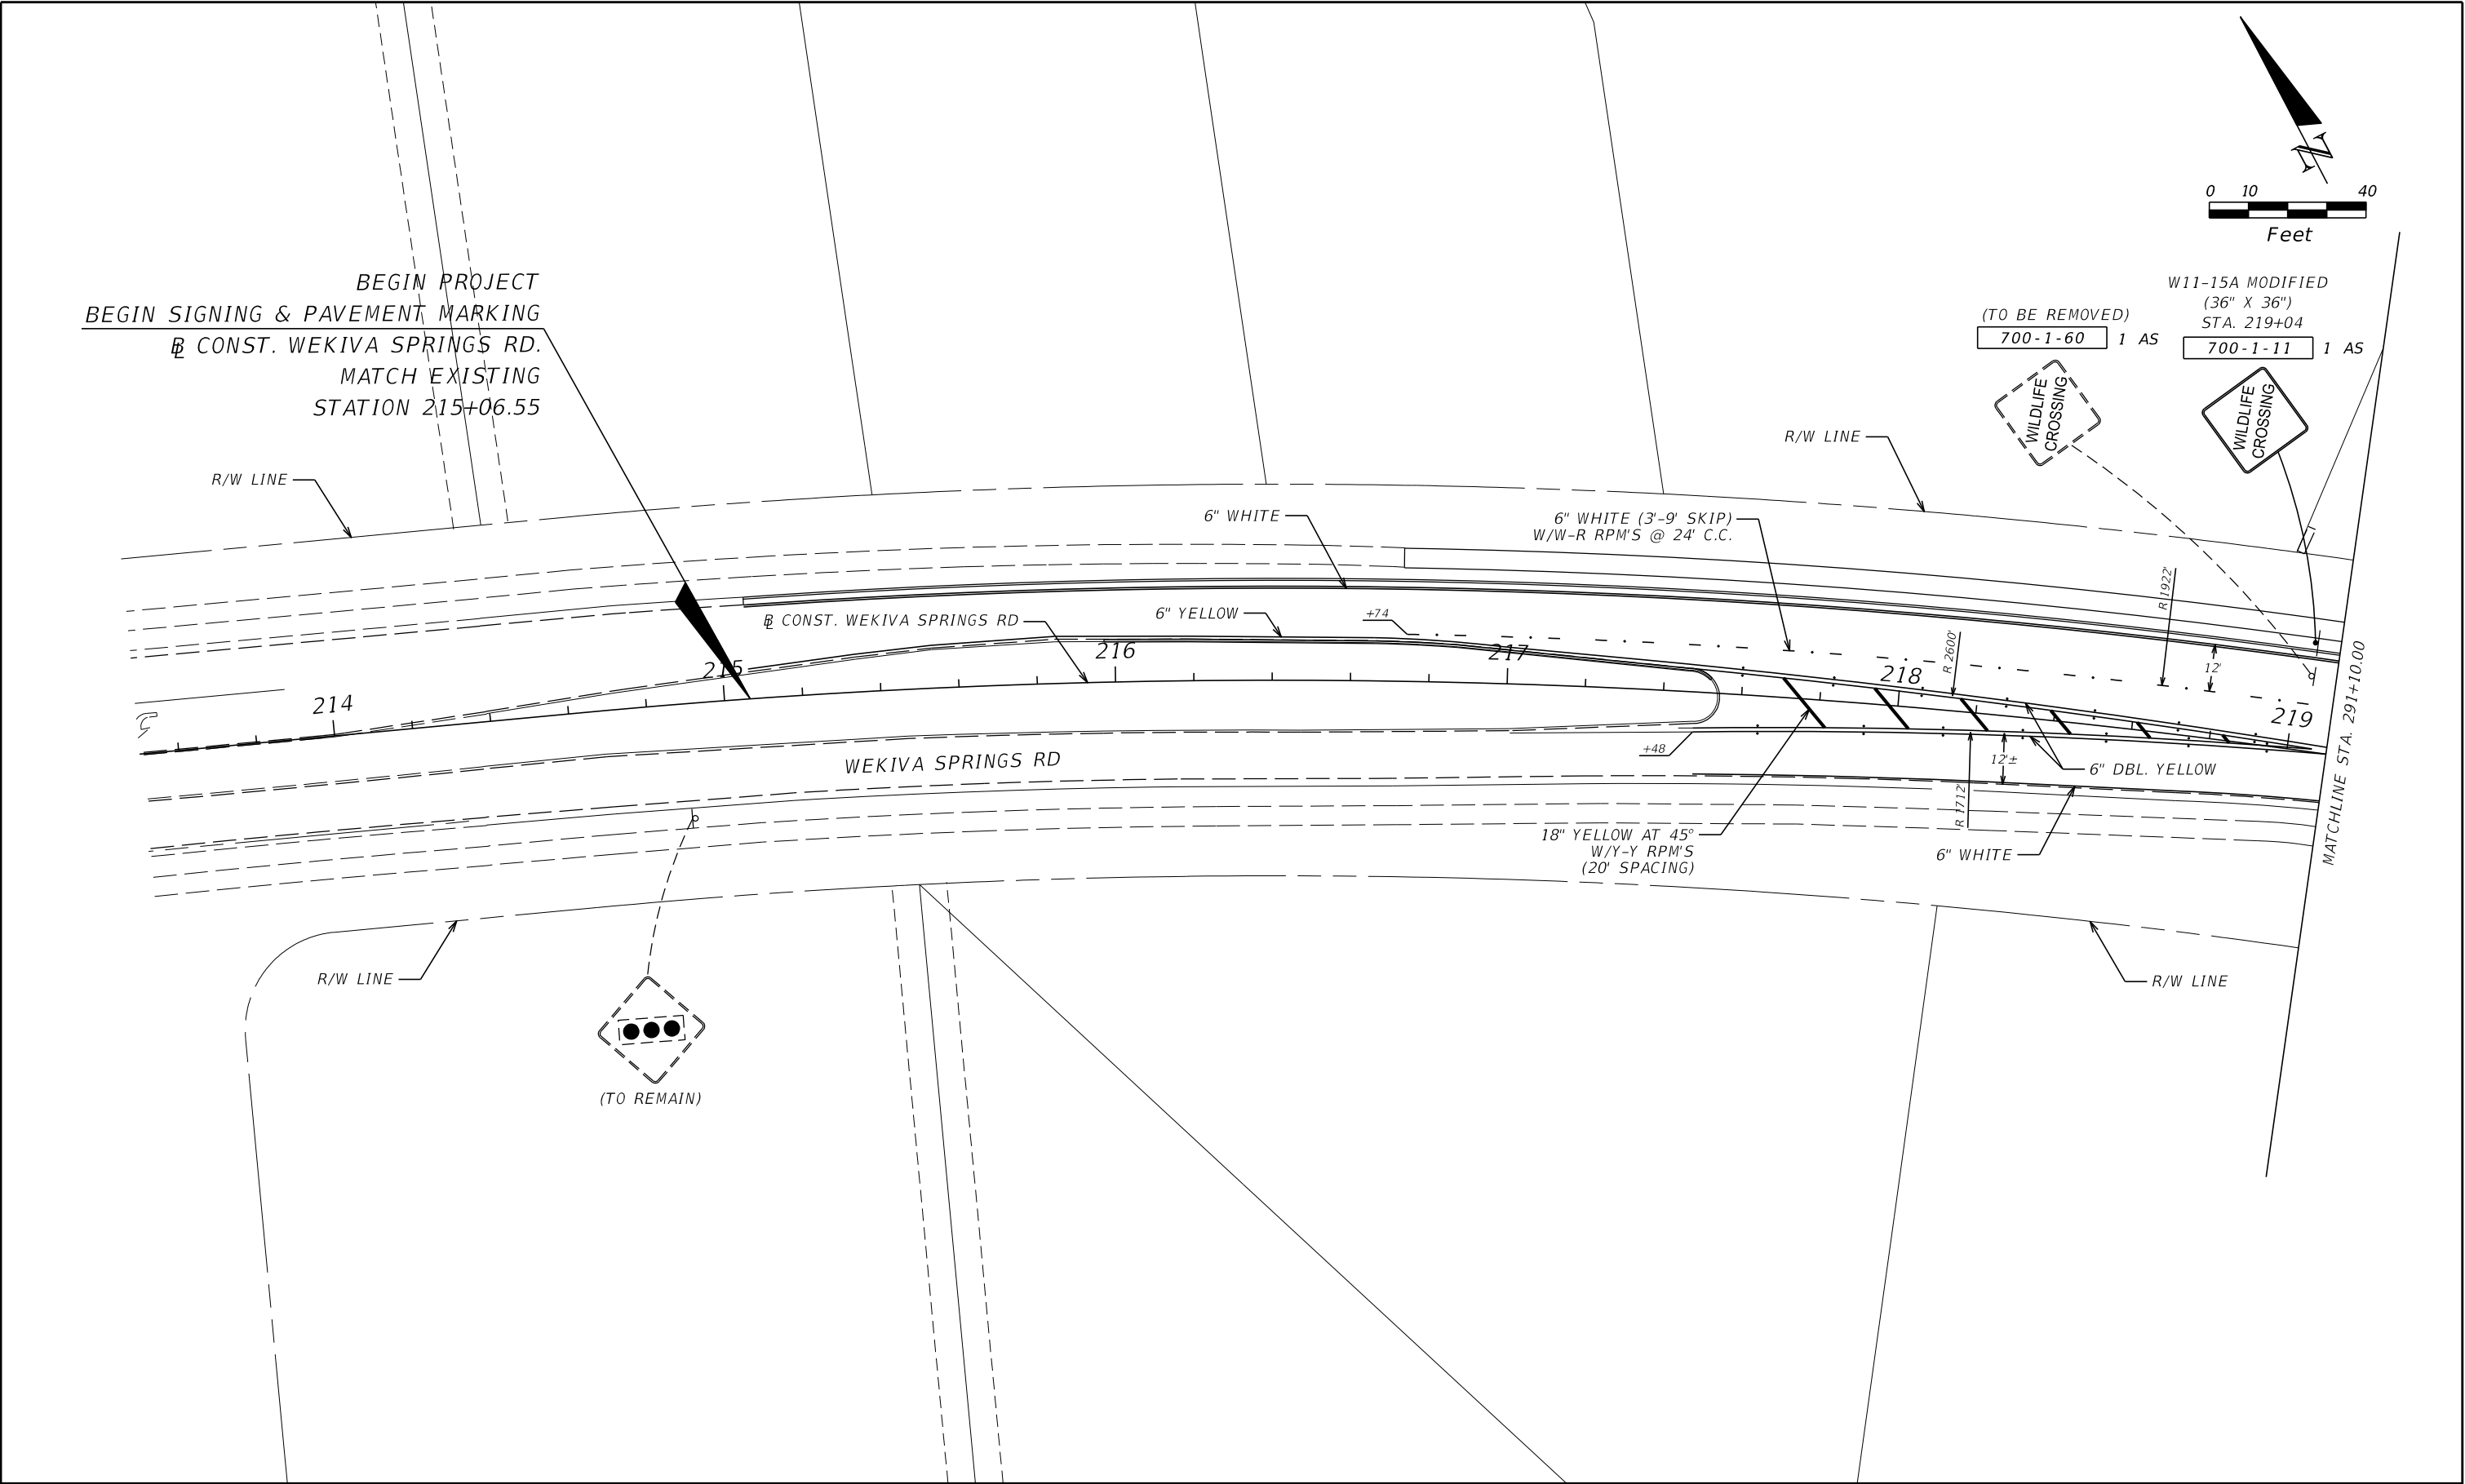 N
0 10 40
Feet
BEGIN PROJECT
BEGIN SIGNING & PAVEMENT MARKING
BL CONST. WEKIVA SPRINGS RD.
MATCH EXISTING
STATION 215+06.55
(TO BE REMOVED)
700-1-60 1 AS
W11-15A MODIFIED
(36" X 36")
STA. 219+04
700-1-11 1 AS
WILDLIFE
CROSSING
WILDLIFE
CROSSING
R/W LINE
R/W LINE
6" WHITE
6" WHITE (3'-9' SKIP)
W/W-R RPM'S @ 24' C.C.
BL CONST. WEKIVA SPRINGS RD
6" YELLOW
+74
R 1922'
R 2600'
12'
214
215
216
217
218
219
MATCHLINE STA. 291+10.00
WEKIVA SPRINGS RD
+48
12'±
R 1712'
6" DBL. YELLOW
18" YELLOW AT 45°
W/Y-Y RPM'S
(20' SPACING)
6" WHITE
R/W LINE
R/W LINE
(TO REMAIN)